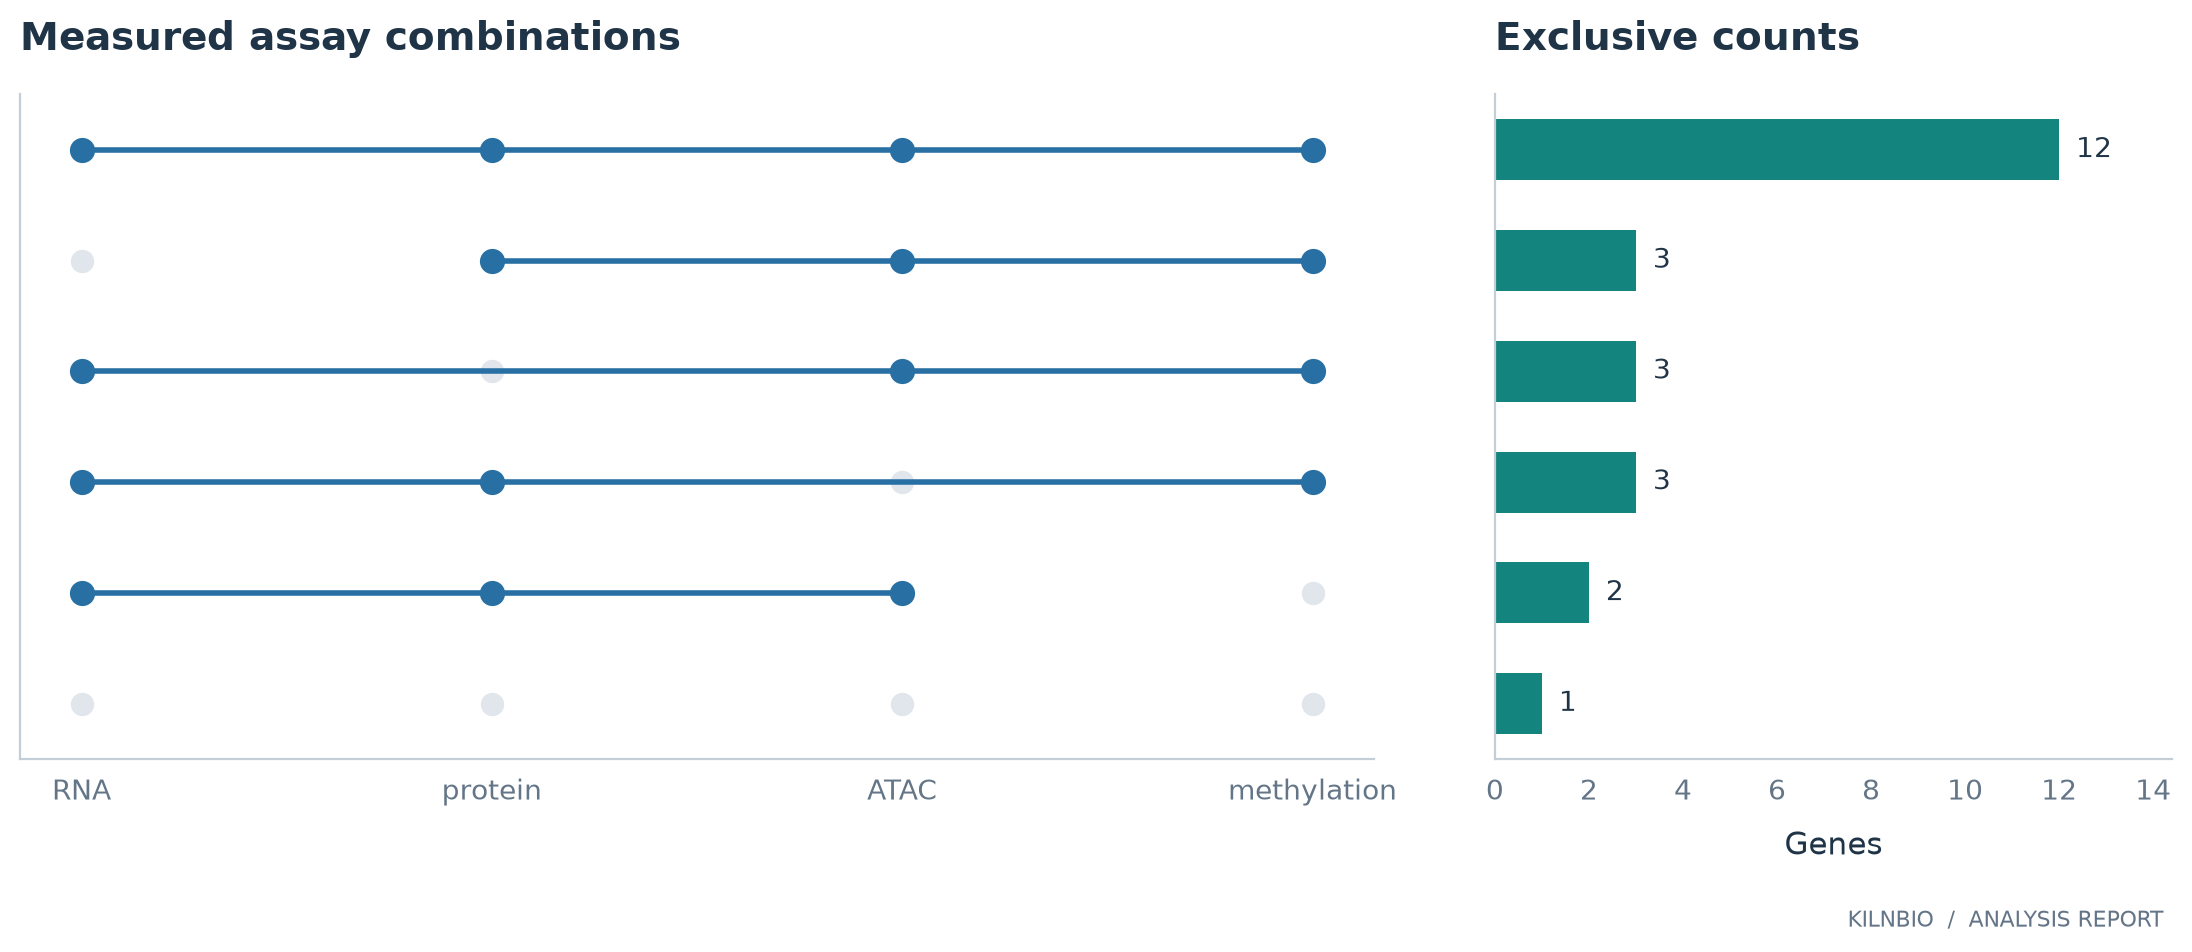 Measured assay combinations
Exclusive counts
12
3
3
3
2
1
RNA protein ATAC methylation
0 2 4 6 8 10 12 14
Genes
KILNBIO / ANALYSIS REPORT